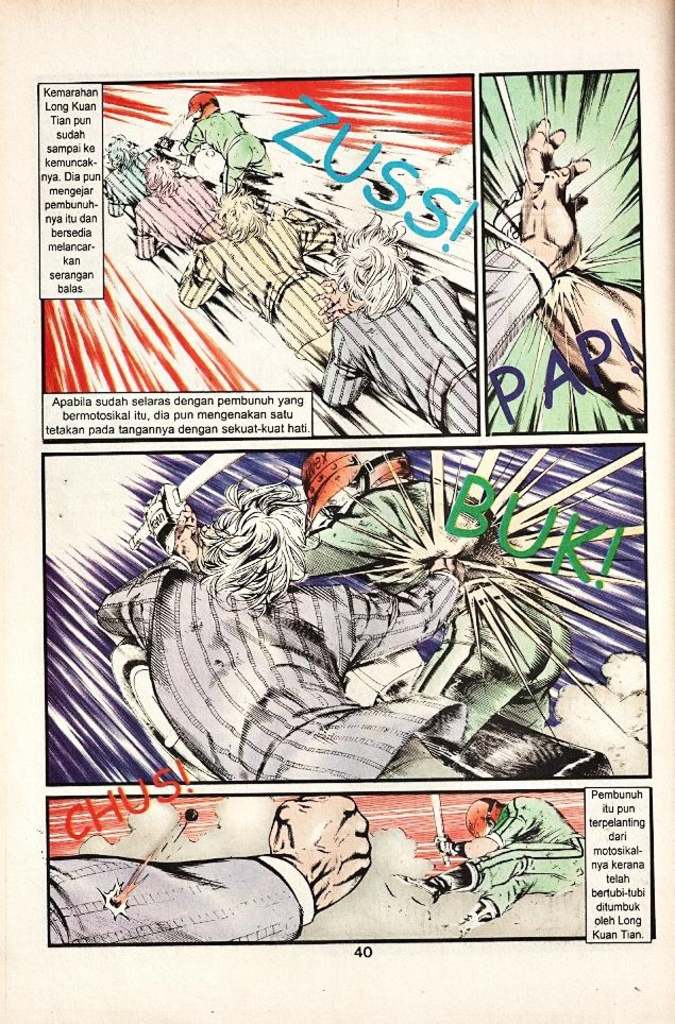 Kemarahan
Long Kuan
Tian pun
sudah
sampai ke
kemuncak-
nya. Dia pun
mengejar
pembunuh-
nya itu dan
bersedia
melancar-
kan
serangan
balas.
ZUSS!
PAP!
Apabila sudah selaras dengan pembunuh yang
bermotosikal itu, dia pun mengenakan satu
tetakan pada tangannya dengan sekuat-kuat hati.
BUK!
CHUS!
Pembunuh
itu pun
terpelanting
dari
motosikal-
nya kerana
telah
bertubi-tubi
ditumbuk
oleh Long
Kuan Tian.
40